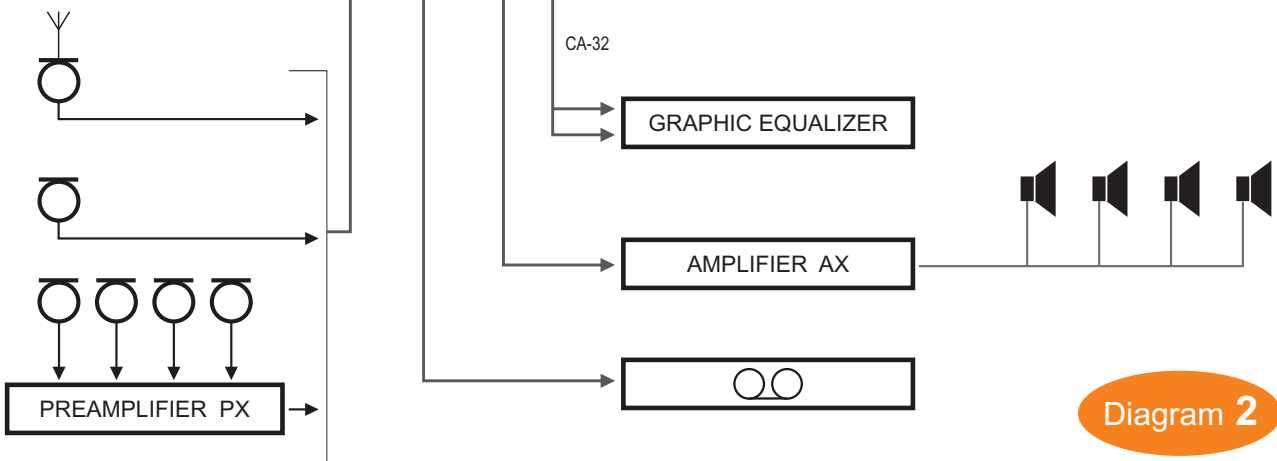 CA-32
GRAPHIC EQUALIZER
AMPLIFIER AX
PREAMPLIFIER PX
Diagram 2